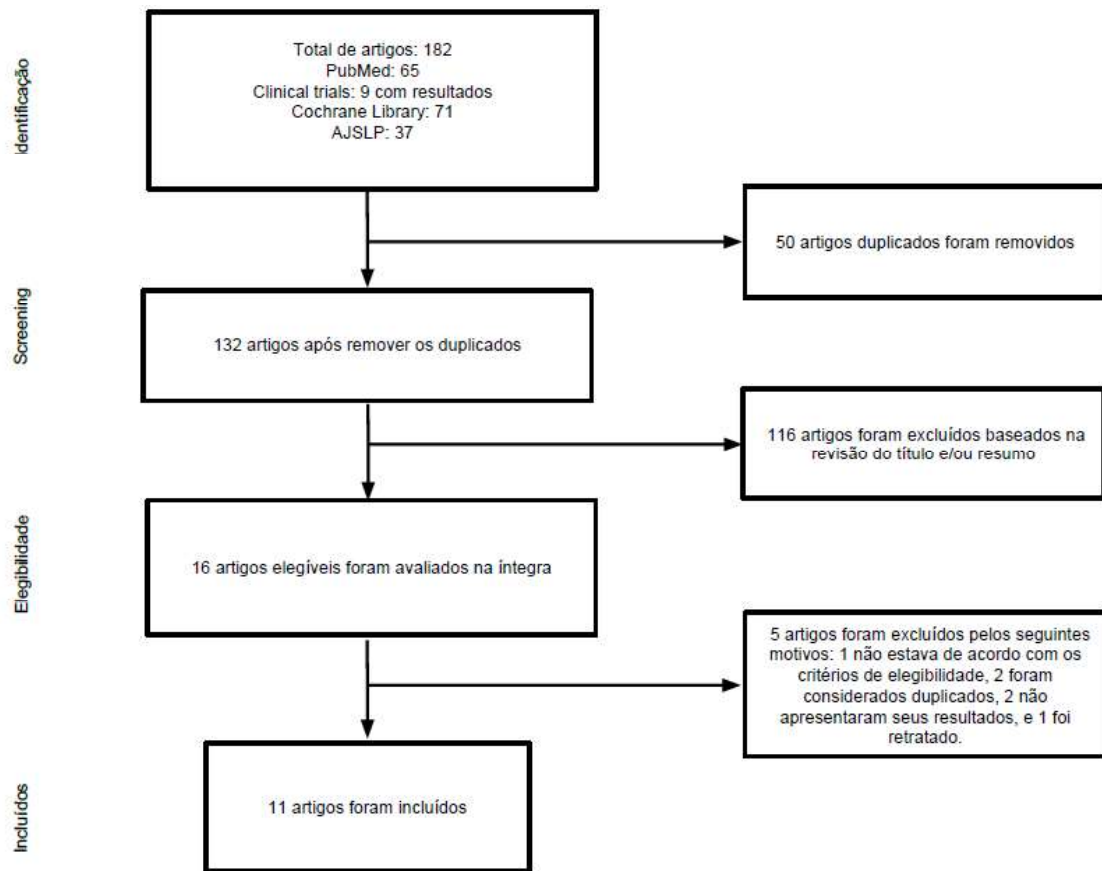 Identificação
Total de artigos: 182
PubMed: 65
Clinical trials: 9 com resultados
Cochrane Library: 71
AJSLP: 37
50 artigos duplicados foram removidos
Screening
132 artigos após remover os duplicados
116 artigos foram excluídos baseados na
revisão do título e/ou resumo
Elegibilidade
16 artigos elegíveis foram avaliados na íntegra
5 artigos foram excluídos pelos seguintes
motivos: 1 não estava de acordo com os
critérios de elegibilidade, 2 foram
considerados duplicados, 2 não
apresentaram seus resultados, e 1 foi
retratado.
Incluídos
11 artigos foram incluídos